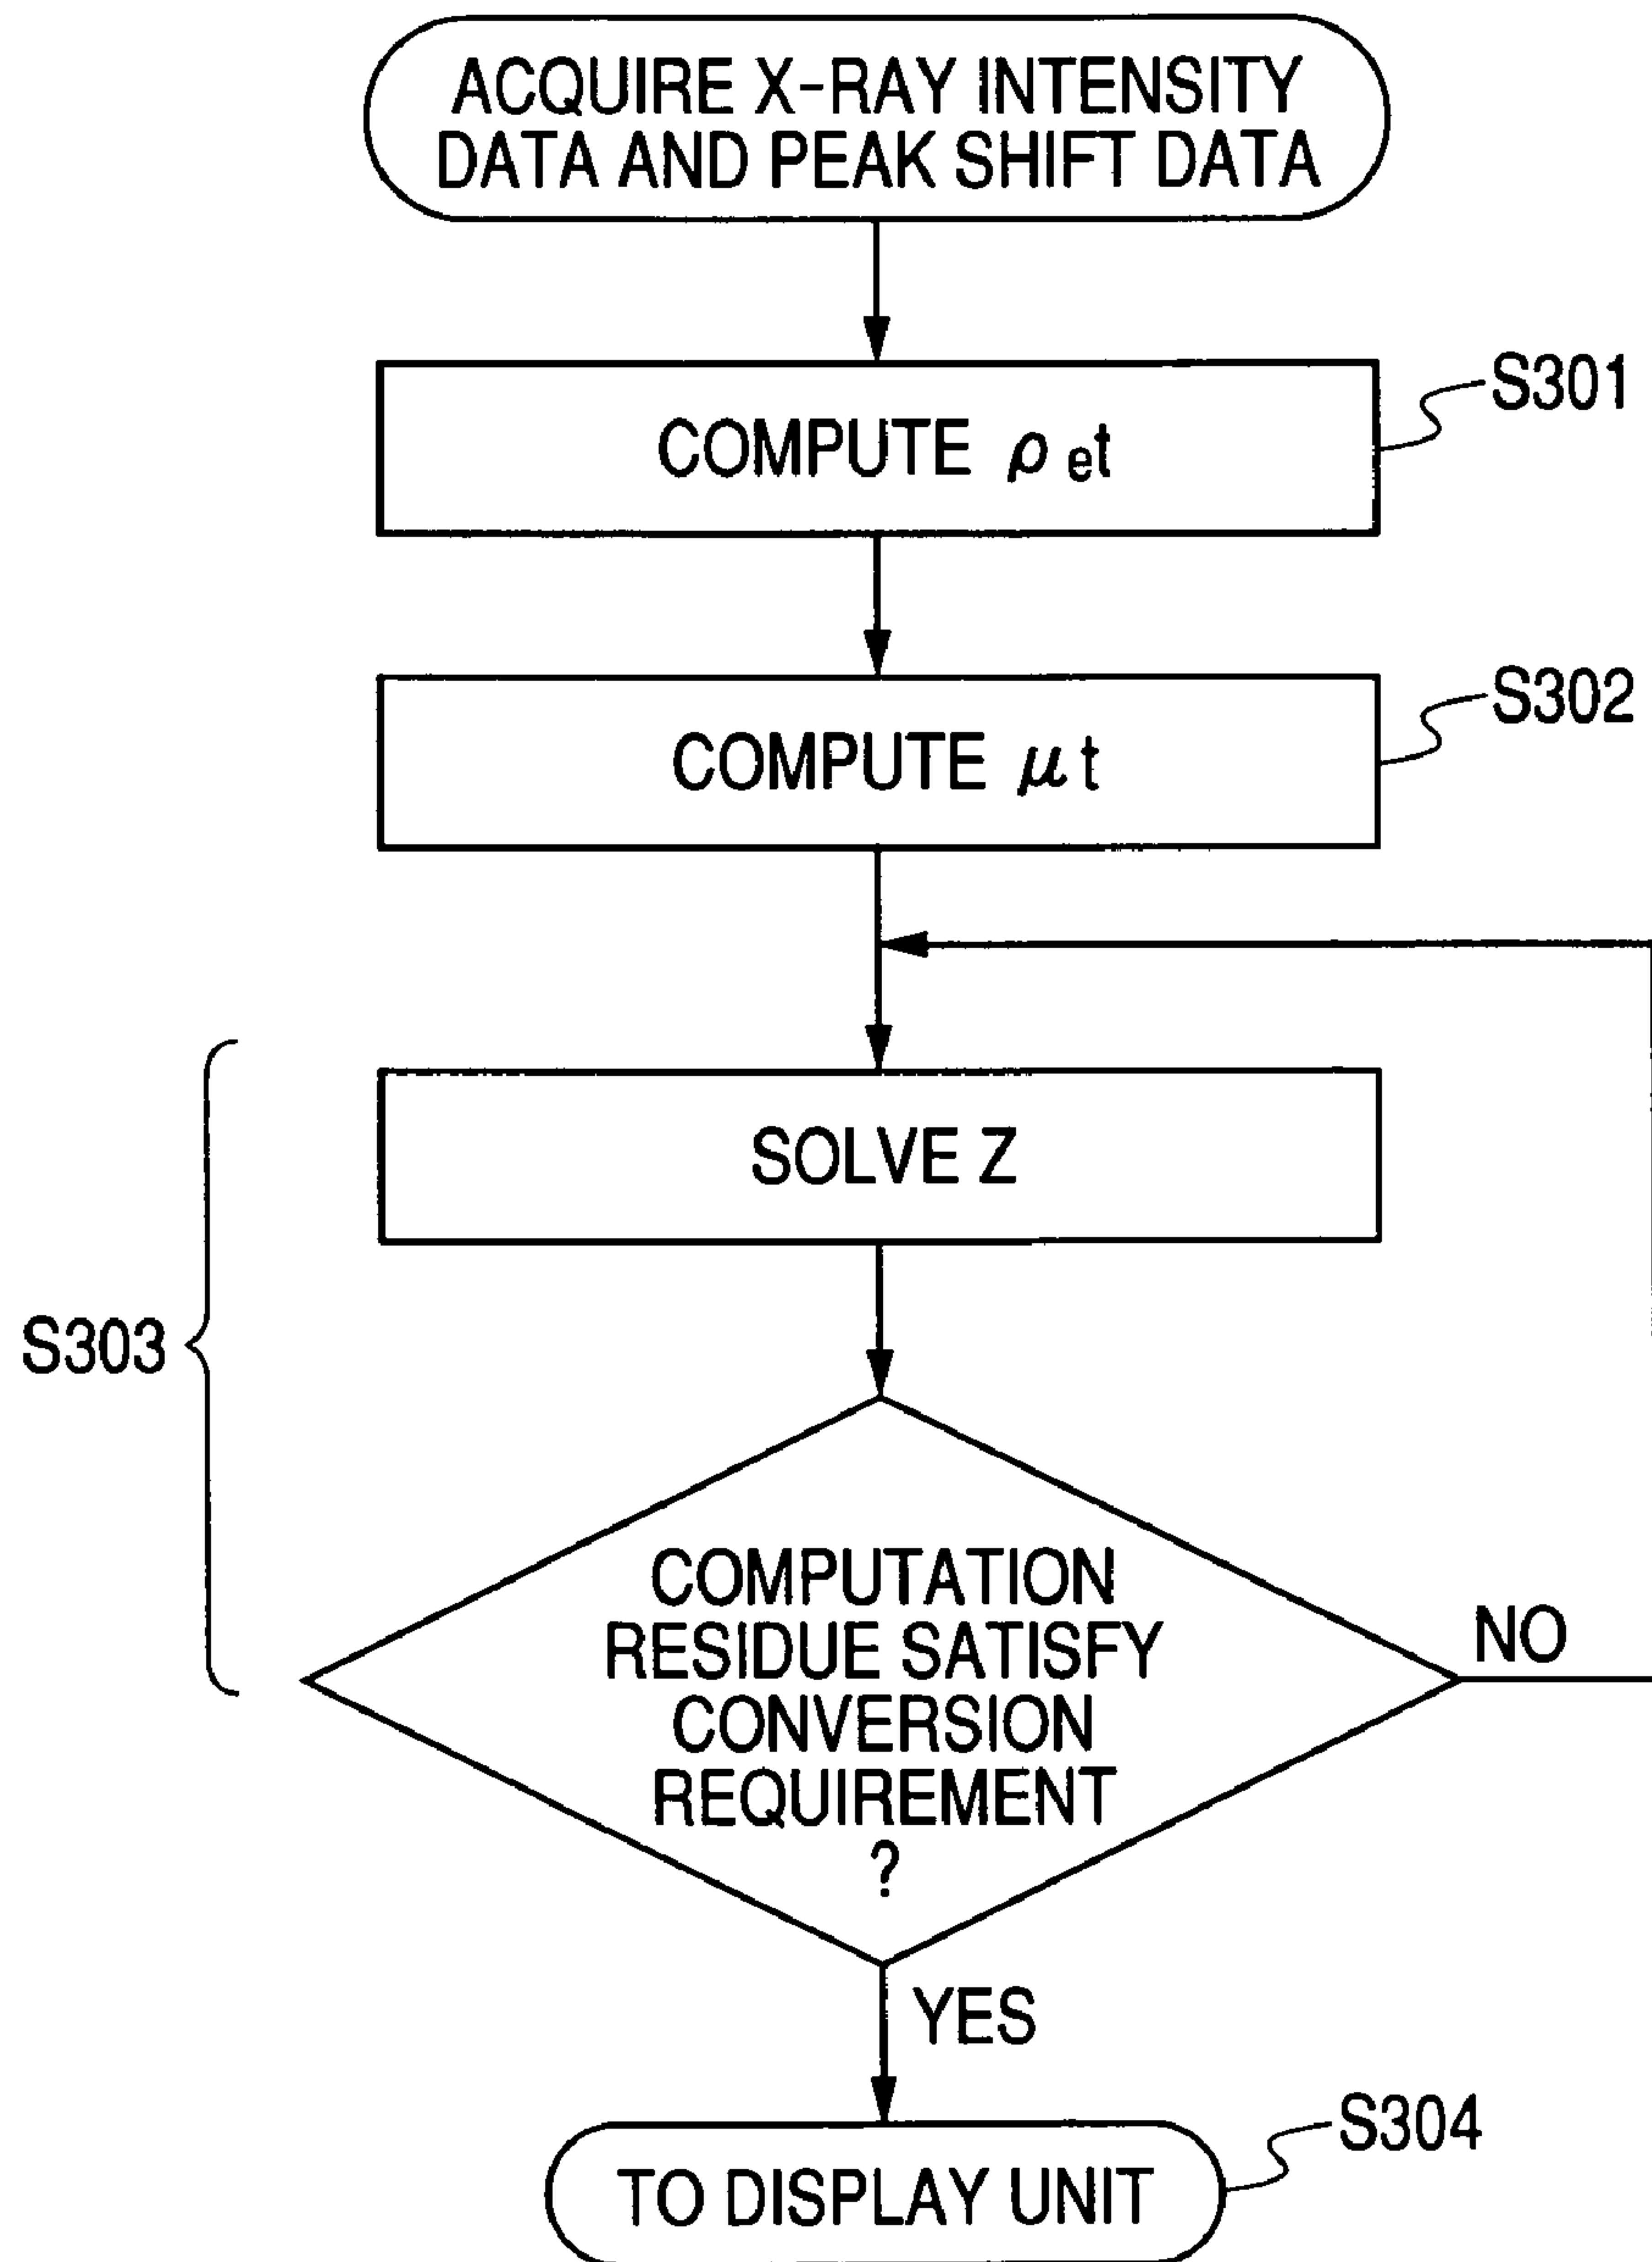 ACQUIRE X-RAY INTENSITY
DATA AND PEAK SHIFT DATA
S301
COMPUTE ρet
S302
COMPUTE μt
SOLVE Z
S303
COMPUTATION
RESIDUE SATISFY
CONVERSION
REQUIREMENT
?
NO
YES
S304
TO DISPLAY UNIT